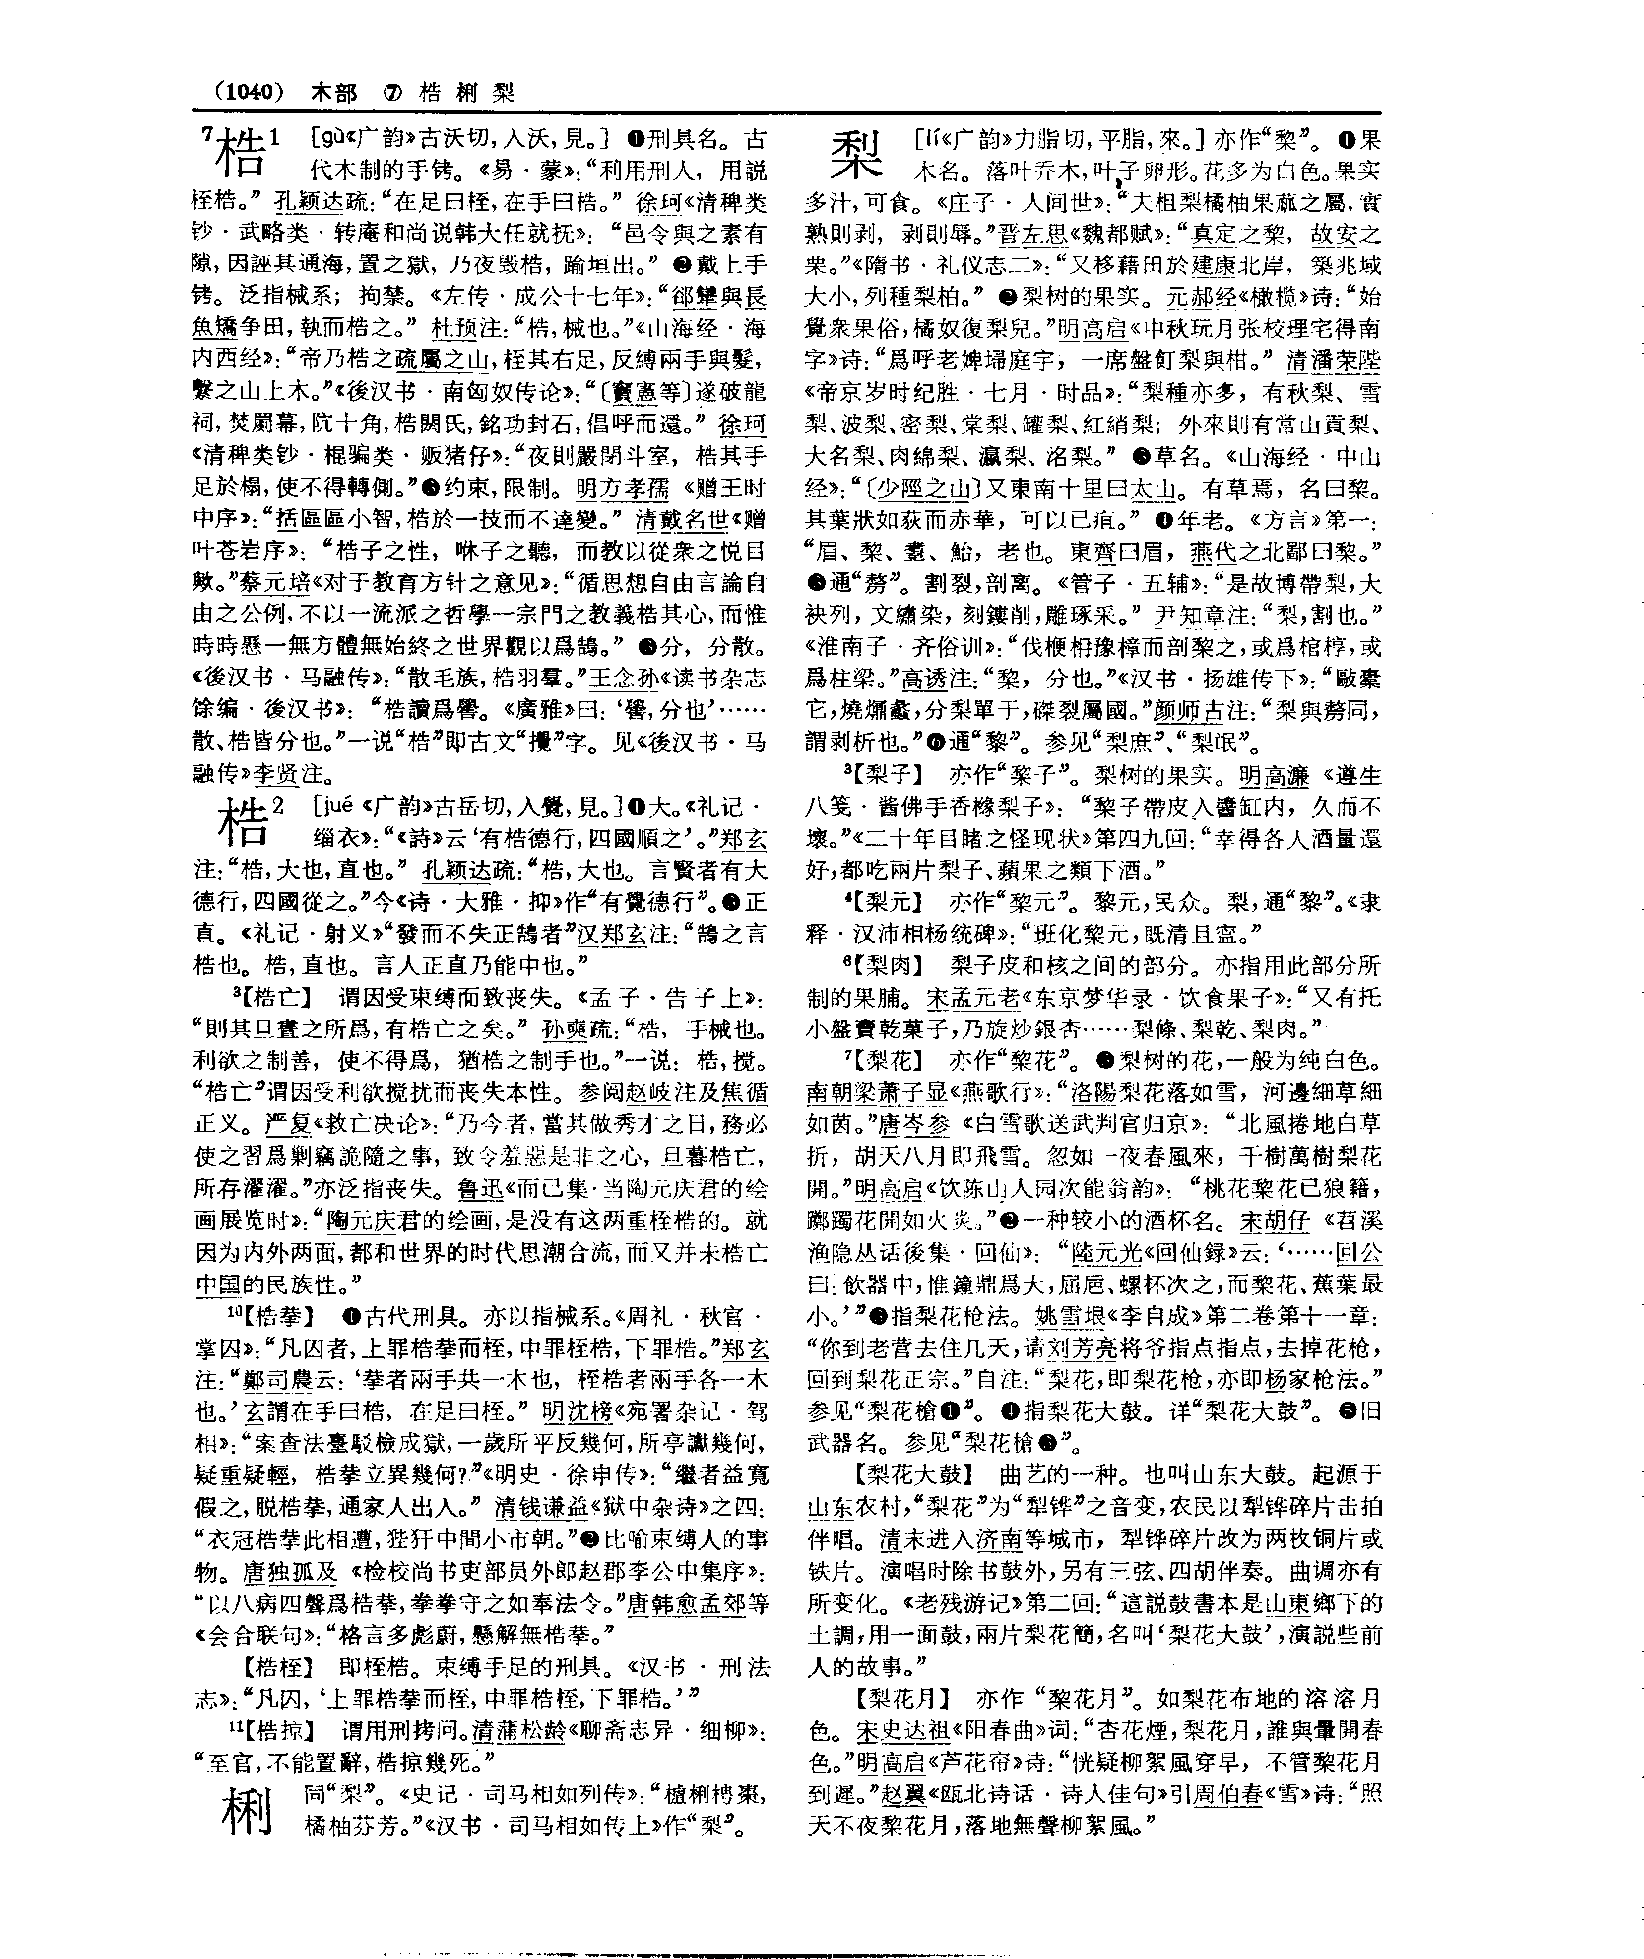 (1040) 木部 ⑦ 梏梸梨
⁷梏¹ [gù《广韵》古沃切,入沃,見。] ❶刑具名。古
代木制的手铐。《易·蒙》:“利用刑人，用説
桎梏。” 孔颖达疏:“在足曰桎,在手曰梏。” 徐珂《清稗类
钞·武略类·转庵和尚说韩大任就抚》: “邑令與之素有
隙,因誣其通海,置之獄,乃夜毁梏，踰垣出。” ❷戴上手
铐。泛指械系；拘禁。《左传·成公十七年》:“郤犫與長
魚矯争田,執而梏之。” 杜预注:“梏,械也。”《山海经·海
内西经》:“帝乃梏之疏屬之山,桎其右足,反縛兩手與髮,
繫之山上木。”《後汉书·南匈奴传论》:“〔竇憲等〕遂破龍
祠,焚罽幕,阬十角,梏閼氏,銘功封石,倡呼而還。” 徐珂
《清稗类钞·棍骗类·贩猪仔》:“夜則嚴閉斗室，梏其手
足於榻,使不得轉側。”❸约束,限制。明方孝孺《赠王时
中序》:“括區區小智,梏於一技而不達變。” 清戴名世《赠
叶苍岩序》: “梏子之性，咻子之聽，而教以從衆之悦目
歟。”蔡元培《对于教育方针之意见》:“循思想自由言論自
由之公例,不以一流派之哲學一宗門之教義梏其心,而惟
時時懸一無方體無始終之世界觀以爲鵠。” ❹分，分散。
《後汉书·马融传》:“散毛族,梏羽羣。”王念孙《读书杂志
馀编·後汉书》: “梏讀爲嚳。《廣雅》曰: ‘嚳,分也’……
散、梏皆分也。”一说“梏”即古文“攪”字。见《後汉书·马
融传》李贤注。
梏² [jué《广韵》古岳切,入覺,見。]❶大。《礼记·
缁衣》:“《詩》云‘有梏德行,四國順之’。”郑玄
注:“梏,大也,直也。” 孔颖达疏:“梏,大也。言賢者有大
德行,四國從之。”今《诗·大雅·抑》作“有覺德行”。❷正
直。《礼记·射义》“發而不失正鵠者”汉郑玄注:“鵠之言
梏也。梏,直也。言人正直乃能中也。”
³【梏亡】 谓因受束缚而致丧失。《孟子·告子上》:
“則其旦晝之所爲,有梏亡之矣。” 孙奭疏:“梏，手械也。
利欲之制善，使不得爲，猶梏之制手也。”一说：梏,搅。
“梏亡”谓因受利欲搅扰而丧失本性。参阅赵岐注及焦循
正义。严复《救亡决论》:“乃今者,當其做秀才之日,務必
使之習爲剿竊詭隨之事，致令羞惡是非之心，旦暮梏亡,
所存濯濯。”亦泛指丧失。鲁迅《而已集·当陶元庆君的绘
画展览时》:“陶元庆君的绘画,是没有这两重桎梏的。就
因为内外两面,都和世界的时代思潮合流,而又并未梏亡
中国的民族性。”
¹⁰【梏拲】 ❶古代刑具。亦以指械系。《周礼·秋官·
掌囚》:“凡囚者,上罪梏拲而桎,中罪桎梏,下罪梏。”郑玄
注:“鄭司農云: ‘拲者兩手共一木也，桎梏者兩手各一木
也。’玄謂在手曰梏，在足曰桎。” 明沈榜《宛署杂记·驾
相》:“案查法臺駁檢成獄,一歲所平反幾何,所亭讞幾何,
疑重疑輕，梏拲立異幾何?”《明史·徐申传》:“繼者益寬
假之,脱梏拲,通家人出入。” 清钱谦益《狱中杂诗》之四:
“衣冠梏拲此相遭,狴犴中間小市朝。”❷比喻束缚人的事
物。唐独孤及《检校尚书吏部员外郎赵郡李公中集序》:
“以八病四聲爲梏拲,拳拳守之如奉法令。”唐韩愈孟郊等
《会合联句》:“格言多彪蔚,懸解無梏拲。”
【梏桎】 即桎梏。束缚手足的刑具。《汉书·刑法
志》:“凡囚,‘上罪梏拲而桎,中罪梏桎,下罪梏。’”
¹¹【梏掠】 谓用刑拷问。清蒲松龄《聊斋志异·细柳》:
“至官,不能置辭,梏掠幾死。”
梸 同“梨”。《史记·司马相如列传》:“樝梸梬棗,
橘柚芬芳。”《汉书·司马相如传上》作“梨”。
梨 [lí《广韵》力脂切,平脂,來。] 亦作“棃”。❶果
木名。落叶乔木,叶子卵形。花多为白色。果实
多汁,可食。《庄子·人间世》:“夫柤梨橘柚果蓏之屬,實
熟則剥，剥則辱。”晋左思《魏都赋》:“真定之棃，故安之
栗。”《隋书·礼仪志二》:“又移藉田於建康北岸，築兆域
大小,列種梨柏。” ❷梨树的果实。元郝经《橄榄》诗:“始
覺衆果俗,橘奴復梨兒。”明高启《中秋玩月张校理宅得南
字》诗:“爲呼老婢埽庭宇，一席盤飣梨與柑。” 清潘荣陛
《帝京岁时纪胜·七月·时品》:“梨種亦多，有秋梨、雪
梨、波梨、密梨、棠梨、罐梨、紅綃梨；外來則有常山貢梨、
大名梨、肉綿梨、瀛梨、洺梨。” ❸草名。《山海经·中山
经》:“〔少陘之山〕又東南十里曰太山。有草焉，名曰棃。
其葉狀如荻而赤華，可以已疽。” ❹年老。《方言》第一:
“眉、棃、耋、鮐，老也。東齊曰眉，燕代之北鄙曰棃。”
❺通“剺”。割裂,剖离。《管子·五辅》:“是故博帶梨,大
袂列，文繡染，刻鏤削,雕琢采。” 尹知章注:“梨,割也。”
《淮南子·齐俗训》:“伐楩枏豫樟而剖棃之,或爲棺椁,或
爲柱梁。”高诱注:“棃，分也。”《汉书·扬雄传下》:“敺橐
它,燒熐蠡,分梨單于,磔裂屬國。”颜师古注:“梨與剺同,
謂剥析也。”❻通“黎”。参见“梨庶”、“梨氓”。
³【梨子】 亦作“棃子”。梨树的果实。明高濂《遵生
八笺·酱佛手香橼梨子》: “棃子帶皮入醬缸内，久而不
壞。”《二十年目睹之怪现状》第四九回:“幸得各人酒量還
好,都吃兩片梨子、蘋果之類下酒。”
⁴【梨元】 亦作“棃元”。黎元,民众。梨,通“黎”。《隶
释·汉沛相杨统碑》:“班化棃元,既清且寍。”
⁶【梨肉】 梨子皮和核之间的部分。亦指用此部分所
制的果脯。宋孟元老《东京梦华录·饮食果子》:“又有托
小盤賣乾菓子,乃旋炒銀杏……梨條、梨乾、梨肉。”
⁷【梨花】 亦作“棃花”。❶梨树的花,一般为纯白色。
南朝梁萧子显《燕歌行》:“洛陽梨花落如雪，河邊細草細
如茵。”唐岑参《白雪歌送武判官归京》: “北風捲地白草
折，胡天八月即飛雪。忽如一夜春風來，千樹萬樹梨花
開。”明高启《饮陈山人园次能翁韵》: “桃花棃花已狼籍,
躑躅花開如火炎。”❷一种较小的酒杯名。宋胡仔《苕溪
渔隐丛话後集·回仙》: “陸元光《回仙録》云: ‘……回公
曰:飲器中,惟鐘鼎爲大,屈巵、螺杯次之,而棃花、蕉葉最
小。’”❸指梨花枪法。姚雪垠《李自成》第二卷第十一章:
“你到老营去住几天,请刘芳亮将爷指点指点,去掉花枪,
回到梨花正宗。”自注:“梨花,即梨花枪,亦即杨家枪法。”
参见“梨花槍❶”。❹指梨花大鼓。详“梨花大鼓”。❺旧
武器名。参见“梨花槍❸”。
【梨花大鼓】 曲艺的一种。也叫山东大鼓。起源于
山东农村,“梨花”为“犁铧”之音变,农民以犁铧碎片击拍
伴唱。清末进入济南等城市，犁铧碎片改为两枚铜片或
铁片。演唱时除书鼓外,另有三弦、四胡伴奏。曲调亦有
所变化。《老残游记》第二回:“這説鼓書本是山東鄉下的
土調,用一面鼓,兩片梨花簡,名叫‘梨花大鼓’,演説些前
人的故事。”
【梨花月】 亦作“棃花月”。如梨花布地的溶溶月
色。宋史达祖《阳春曲》词:“杏花煙,梨花月,誰與暈開春
色。”明高启《芦花帘》诗:“恍疑柳絮風穿早，不管棃花月
到遲。”赵翼《瓯北诗话·诗人佳句》引周伯春《雪》诗:“照
天不夜棃花月,落地無聲柳絮風。”